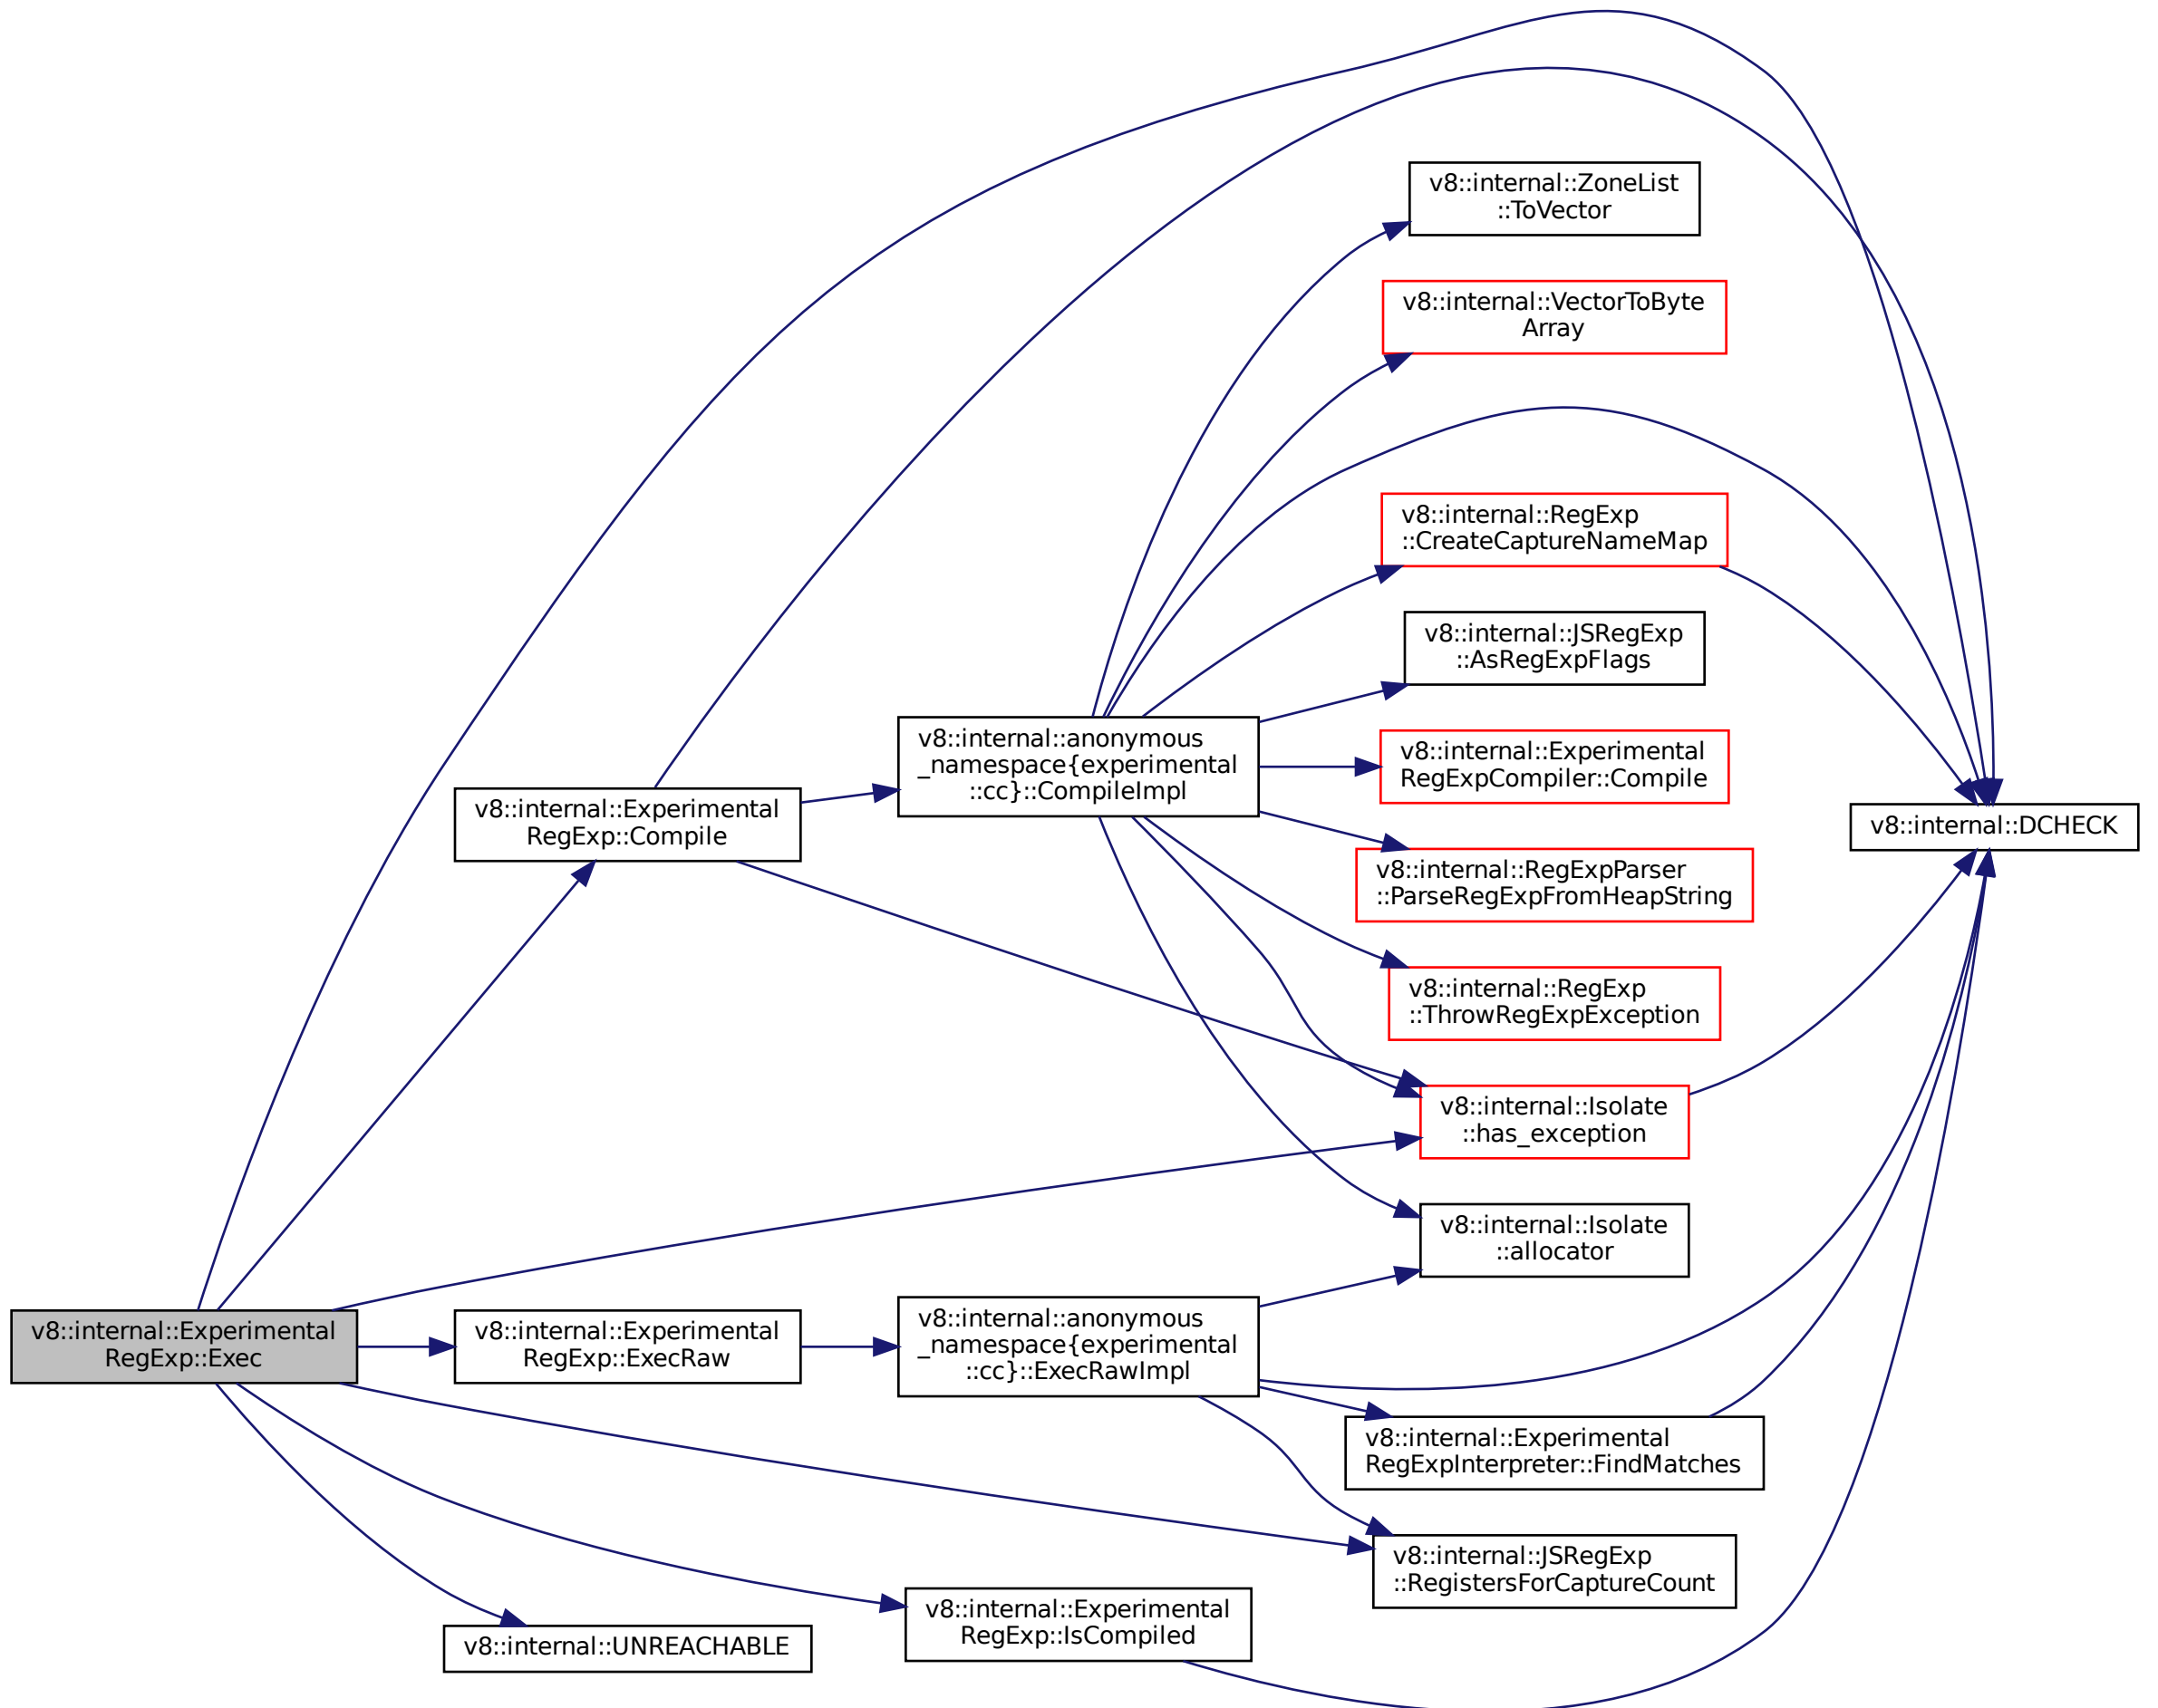 v8::internal::ZoneList
::ToVector
v8::internal::VectorToByte
Array
v8::internal::RegExp
::CreateCaptureNameMap
v8::internal::JSRegExp
::AsRegExpFlags
v8::internal::anonymous
_namespace{experimental
::cc}::CompileImpl
v8::internal::Experimental
RegExpCompiler::Compile
v8::internal::Experimental
RegExp::Compile
v8::internal::DCHECK
v8::internal::RegExpParser
::ParseRegExpFromHeapString
v8::internal::RegExp
::ThrowRegExpException
v8::internal::Isolate
::has_exception
v8::internal::Isolate
::allocator
v8::internal::Experimental
RegExp::Exec
v8::internal::Experimental
RegExp::ExecRaw
v8::internal::anonymous
_namespace{experimental
::cc}::ExecRawImpl
v8::internal::Experimental
RegExpInterpreter::FindMatches
v8::internal::JSRegExp
::RegistersForCaptureCount
v8::internal::Experimental
RegExp::IsCompiled
v8::internal::UNREACHABLE